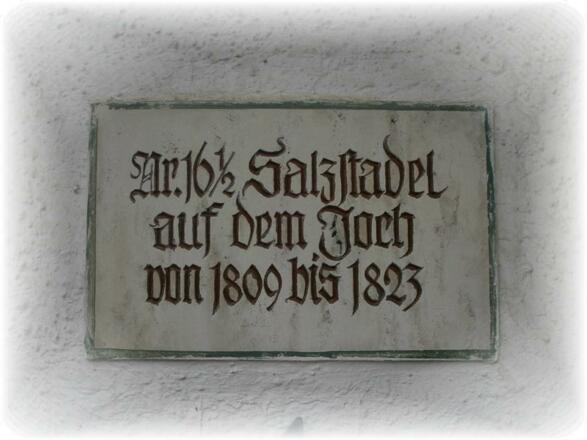 Nr. 16½ Salzstadel
auf dem Joch
von 1809 bis 1823